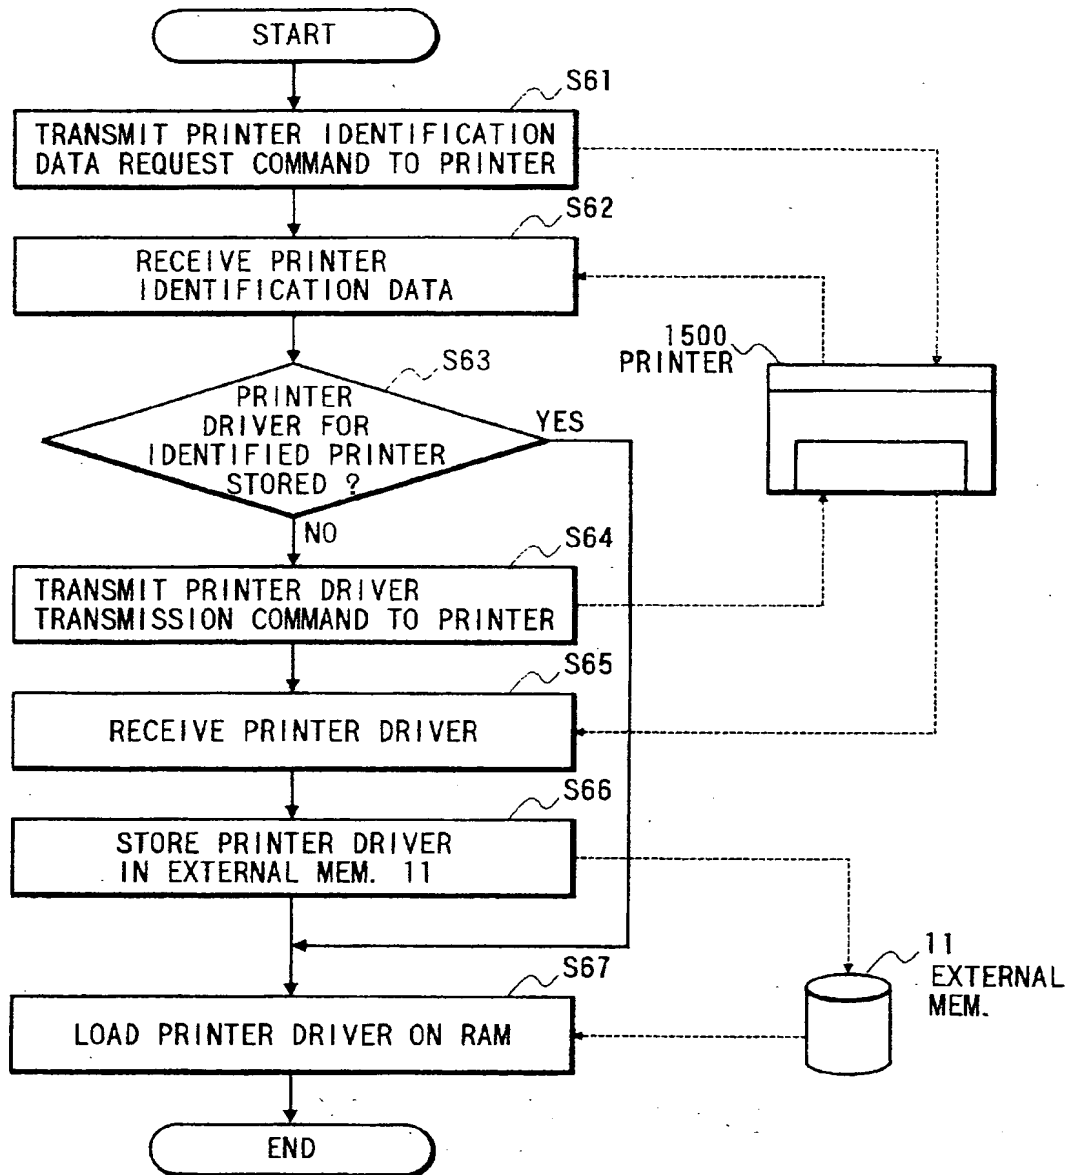 START
S61
TRANSMIT PRINTER IDENTIFICATION
DATA REQUEST COMMAND TO PRINTER
S62
RECEIVE PRINTER
IDENTIFICATION DATA
1500
PRINTER
S63
PRINTER
DRIVER FOR
IDENTIFIED PRINTER
STORED ?
YES
NO
S64
TRANSMIT PRINTER DRIVER
TRANSMISSION COMMAND TO PRINTER
S65
RECEIVE PRINTER DRIVER
S66
STORE PRINTER DRIVER
IN EXTERNAL MEM. 11
11
EXTERNAL
MEM.
S67
LOAD PRINTER DRIVER ON RAM
END